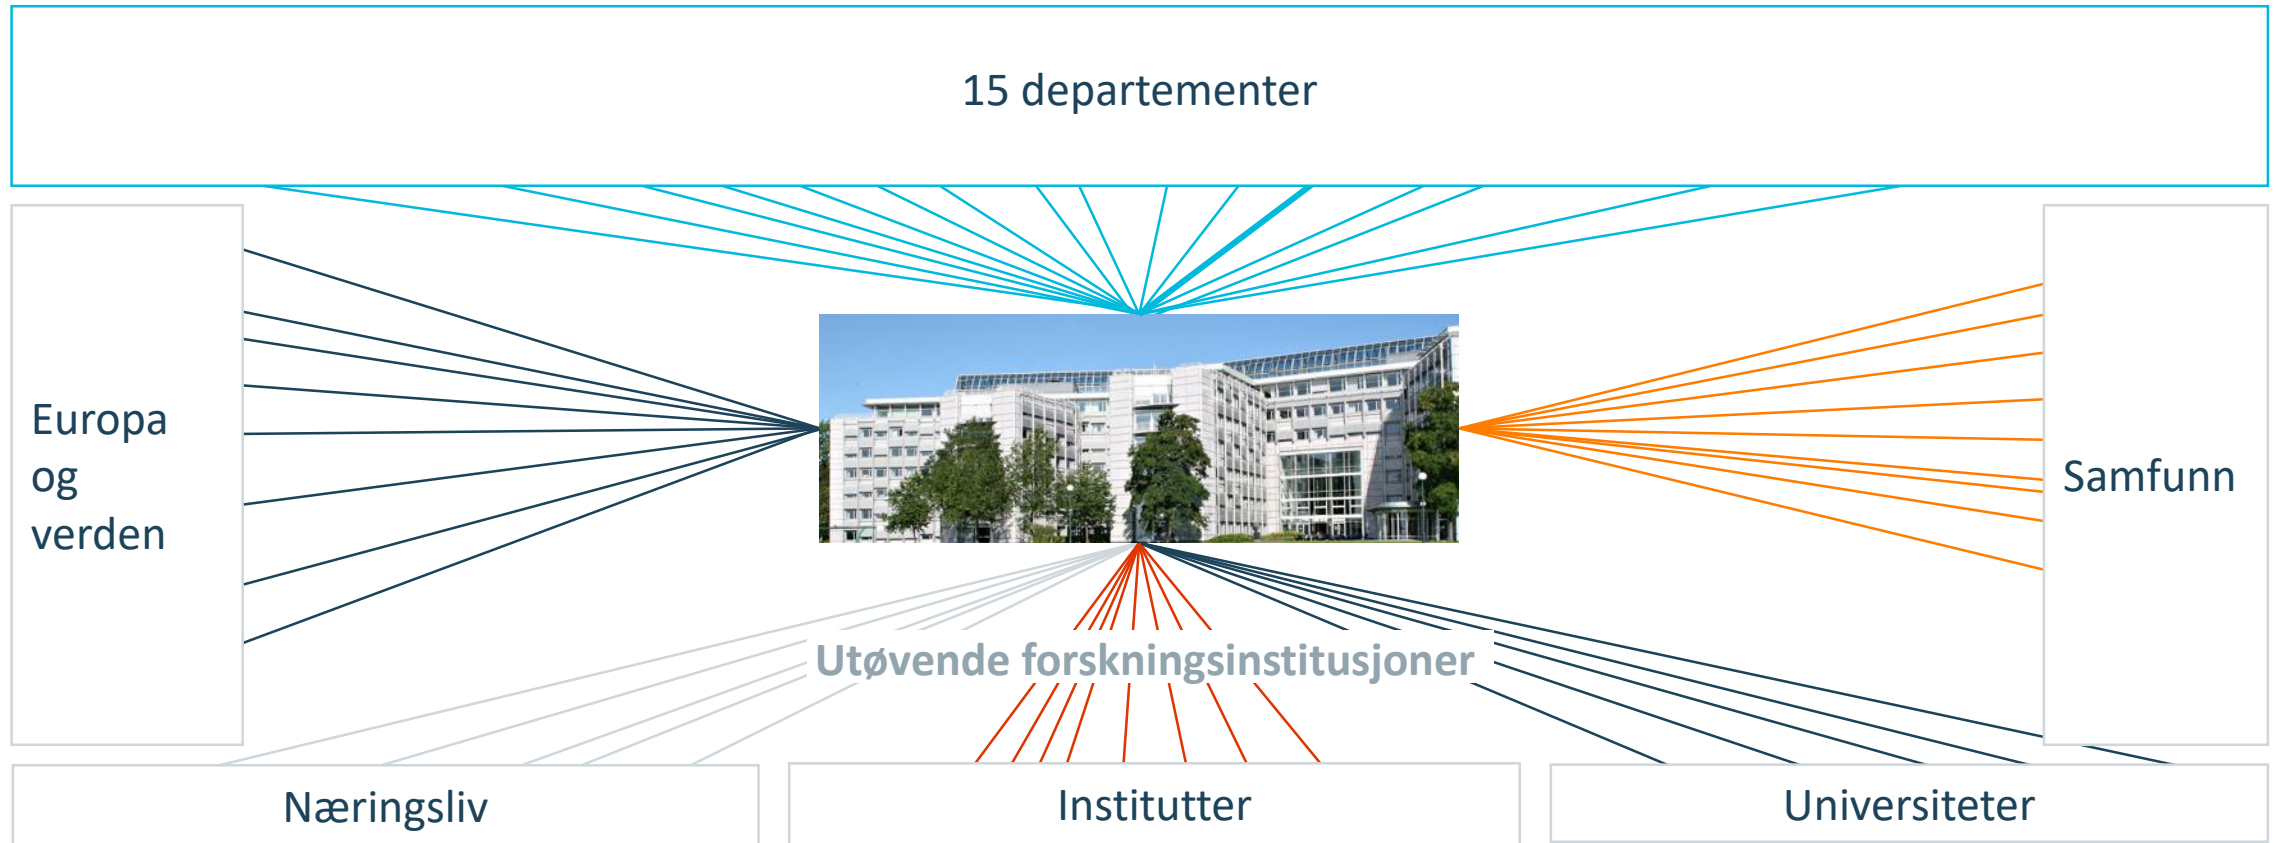 15 departementer
Europa
og
verden
Samfunn
Utøvende forskningsinstitusjoner
Næringsliv
Institutter
Universiteter